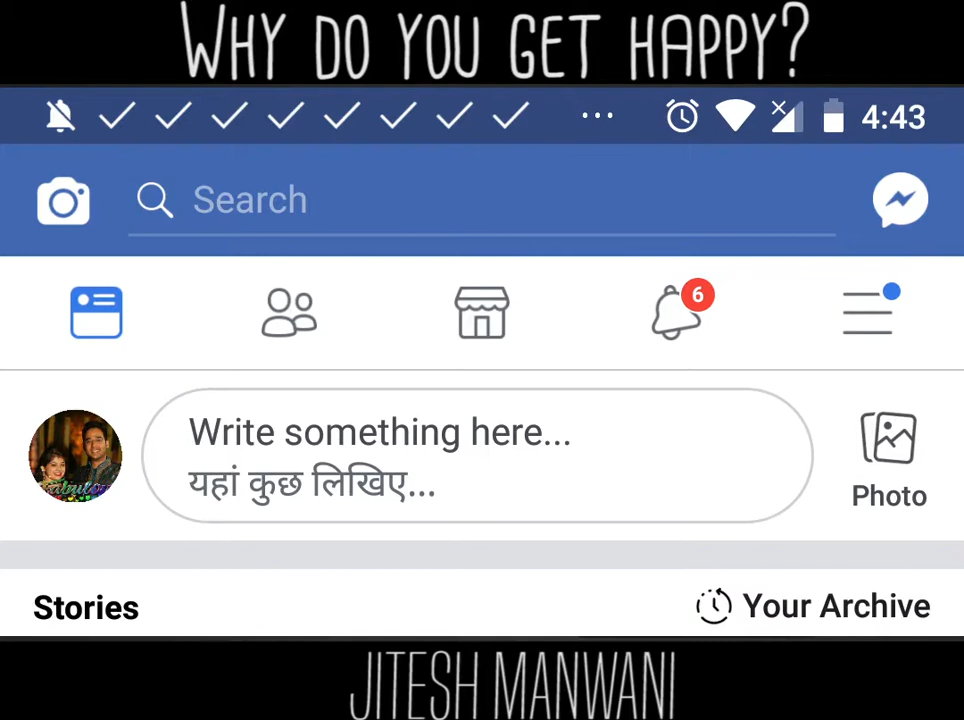 WHY DO YOU GET HAPPY?
4:43
Search
6
Write something here...
यहां कुछ लिखिए...
Photo
Stories
Your Archive
JITESH MANWANI